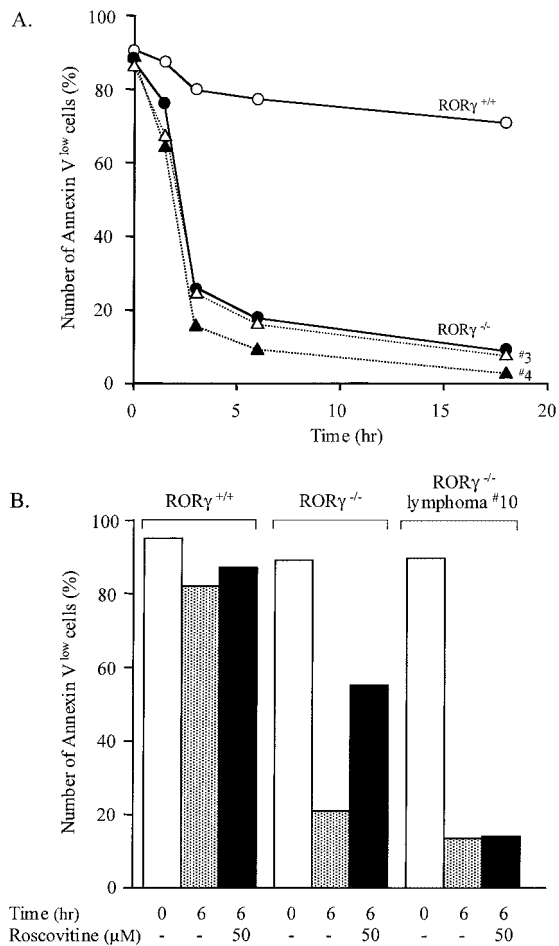 A.
100
80
60
40
20
0
Number of Annexin V low cells (%)
RORγ +/+
RORγ -/-
#3
#4
0 5 10 15 20
Time (hr)
B.
RORγ +/+ RORγ -/- RORγ -/-
lymphoma #10
100
80
60
40
20
0
Number of Annexin V low cells (%)
Time (hr) 0 6 6 0 6 6 0 6 6
Roscovitine (μM) - - 50 - - 50 - - 50